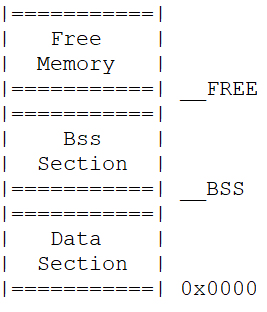 |===========|
|   Free    |
|  Memory   |
|===========| __FREE
|===========|
|    Bss    |
|  Section  |
|===========| __BSS
|===========|
|   Data    |
|  Section  |
|===========| 0x0000